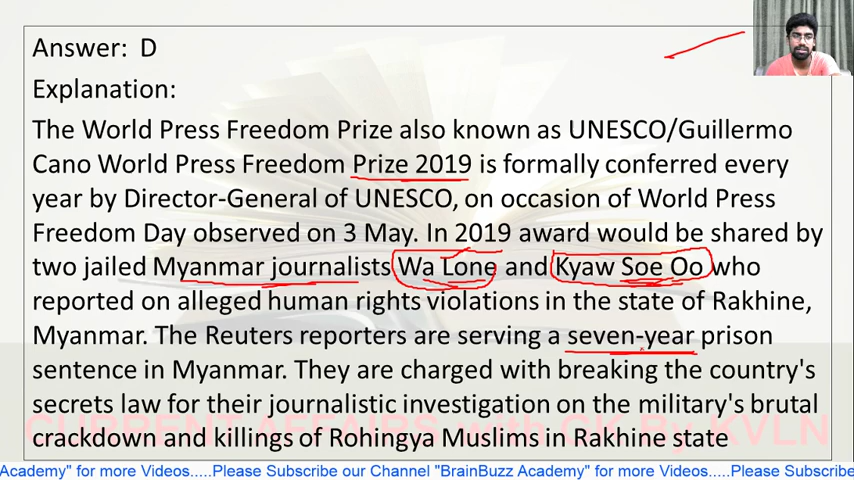 Answer: D
Explanation:
The World Press Freedom Prize also known as UNESCO/Guillermo
Cano World Press Freedom Prize 2019 is formally conferred every
year by Director-General of UNESCO, on occasion of World Press
Freedom Day observed on 3 May. In 2019 award would be shared by
two jailed Myanmar journalists Wa Lone and Kyaw Soe Oo who
reported on alleged human rights violations in the state of Rakhine,
Myanmar. The Reuters reporters are serving a seven-year prison
sentence in Myanmar. They are charged with breaking the country's
secrets law for their journalistic investigation on the military's brutal
CURRENT AFFAIRS with GK By KVLN
crackdown and killings of Rohingya Muslims in Rakhine state
Academy" for more Videos.....Please Subscribe our Channel "BrainBuzz Academy" for more Videos.....Please Subscribe